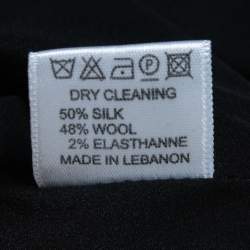 DRY CLEANING
50% SILK
48% WOOL
2% ELASTHANNE
MADE IN LEBANON